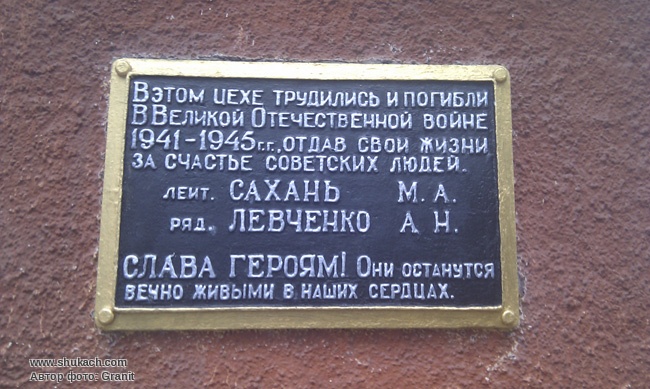 В этом цехе трудились и погибли
в Великой Отечественной войне
1941-1945 г.г., отдав свои жизни
за счастье советских людей.
лейт. САХАНЬ М. А.
ряд. ЛЕВЧЕНКО А Н.
СЛАВА ГЕРОЯМ! Они останутся
вечно живыми в наших сердцах.
www.shukach.com
Автор фото: Granit